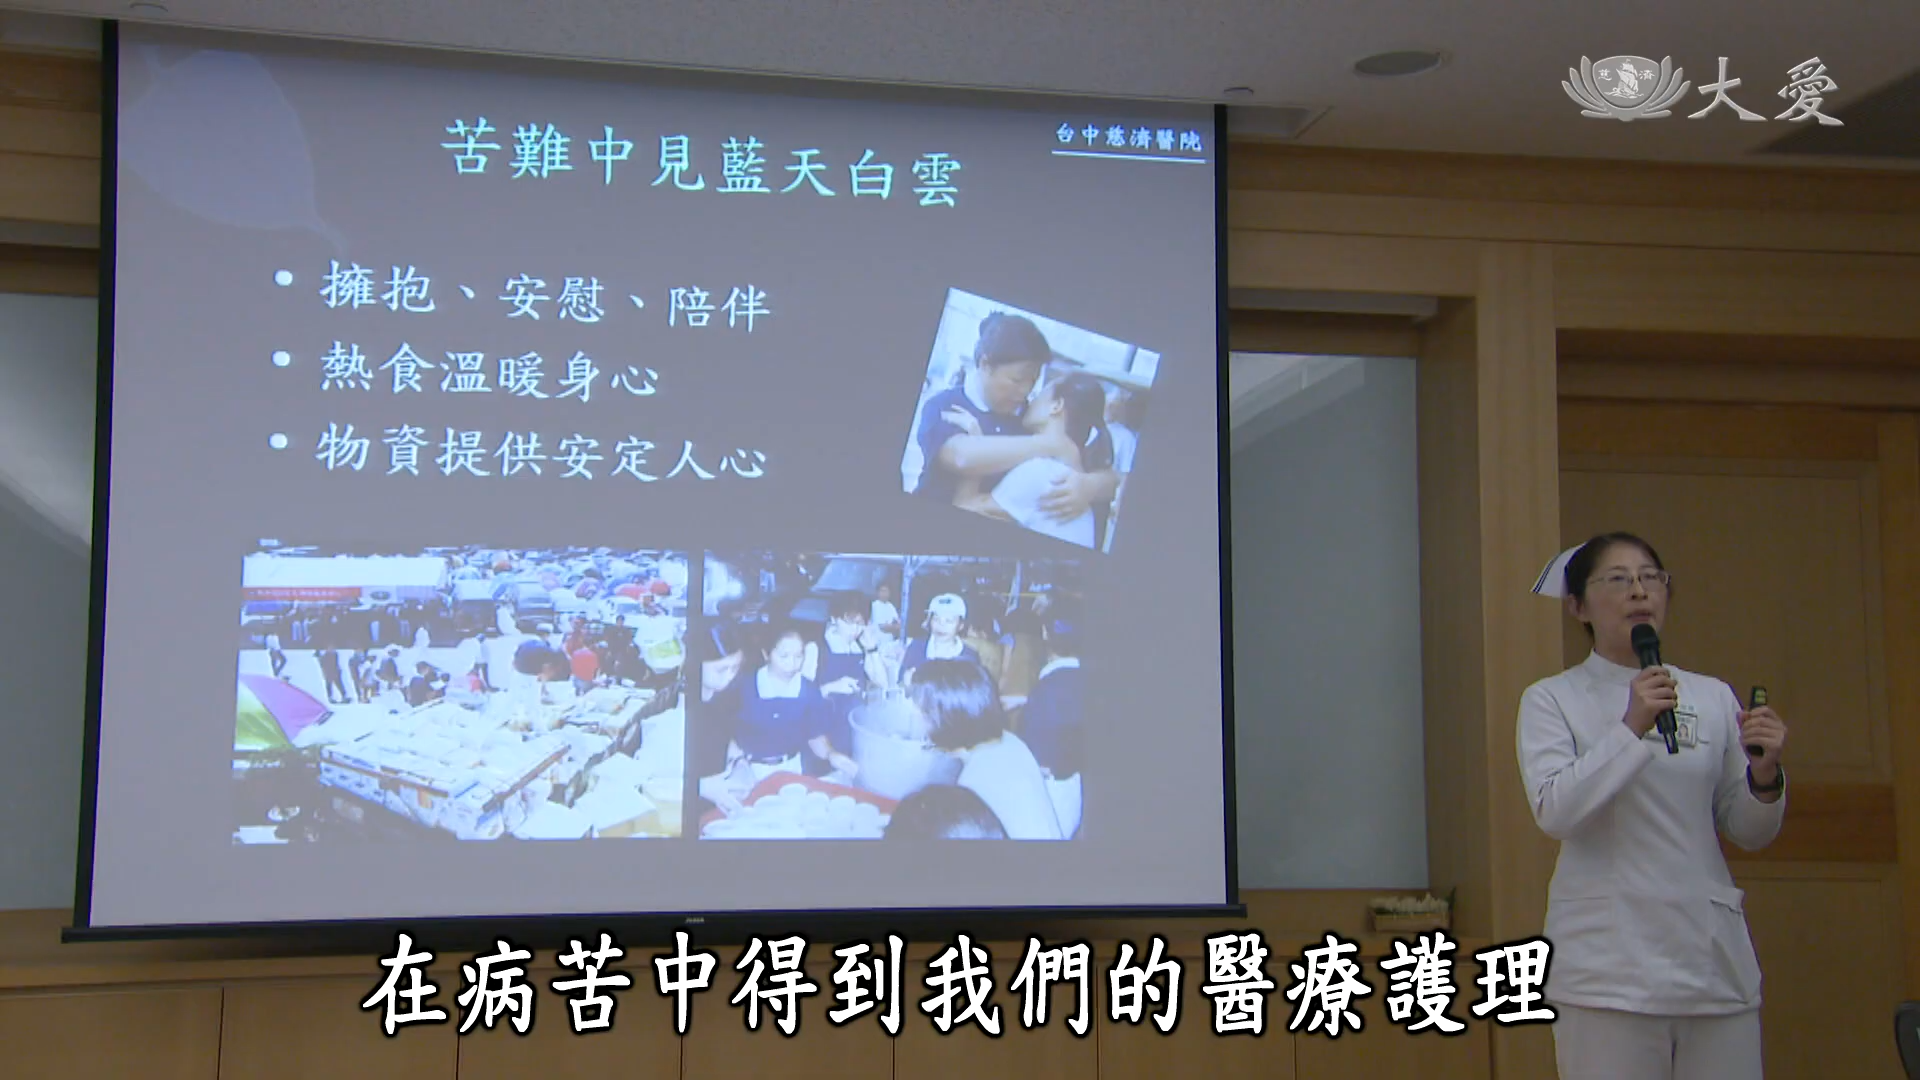 慈濟
大愛
台中慈濟醫院
苦難中見藍天白雲
• 擁抱、安慰、陪伴
• 熱食溫暖身心
• 物資提供安定人心
在病苦中得到我們的醫療護理